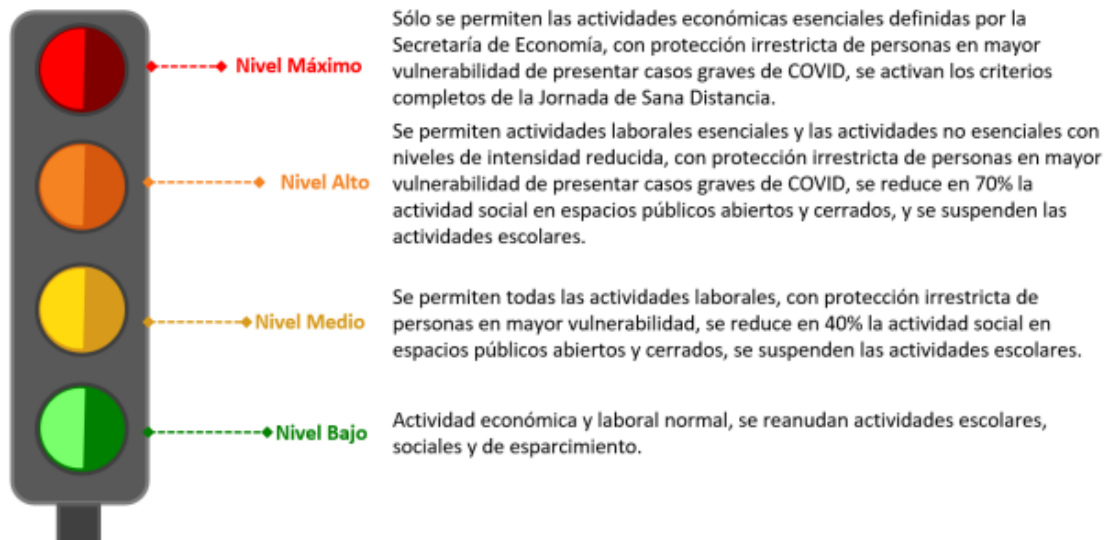 Sólo se permiten las actividades económicas esenciales definidas por la
Secretaría de Economía, con protección irrestricta de personas en mayor
Nivel Máximo
vulnerabilidad de presentar casos graves de COVID, se activan los criterios
completos de la Jornada de Sana Distancia.
Se permiten actividades laborales esenciales y las actividades no esenciales con
niveles de intensidad reducida, con protección irrestricta de personas en mayor
Nivel Alto
vulnerabilidad de presentar casos graves de COVID, se reduce en 70% la
actividad social en espacios públicos abiertos y cerrados, y se suspenden las
actividades escolares.
Se permiten todas las actividades laborales, con protección irrestricta de
Nivel Medio
personas en mayor vulnerabilidad, se reduce en 40% la actividad social en
espacios públicos abiertos y cerrados, se suspenden las actividades escolares.
Nivel Bajo
Actividad económica y laboral normal, se reanudan actividades escolares,
sociales y de esparcimiento.